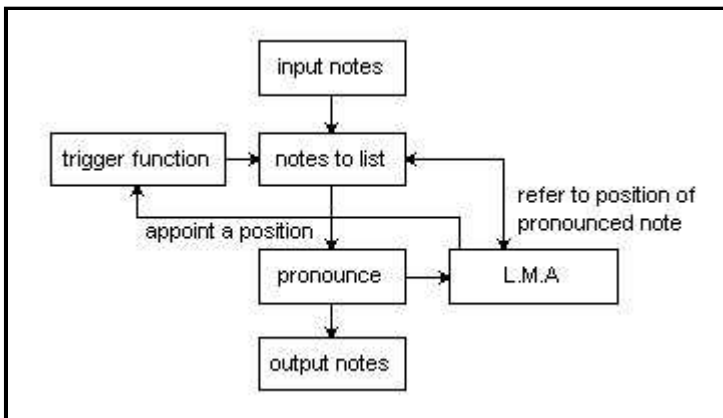 input notes
trigger function
notes to list
refer to position of
pronounced note
appoint a position
pronounce
L.M.A
output notes